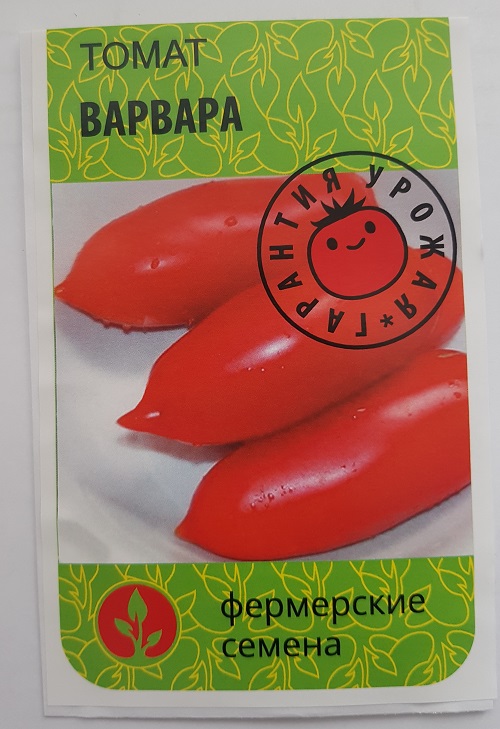 ТОМАТ
ВАРВАРА
ГАРАНТИЯ УРОЖАЯ*
фермерские
семена